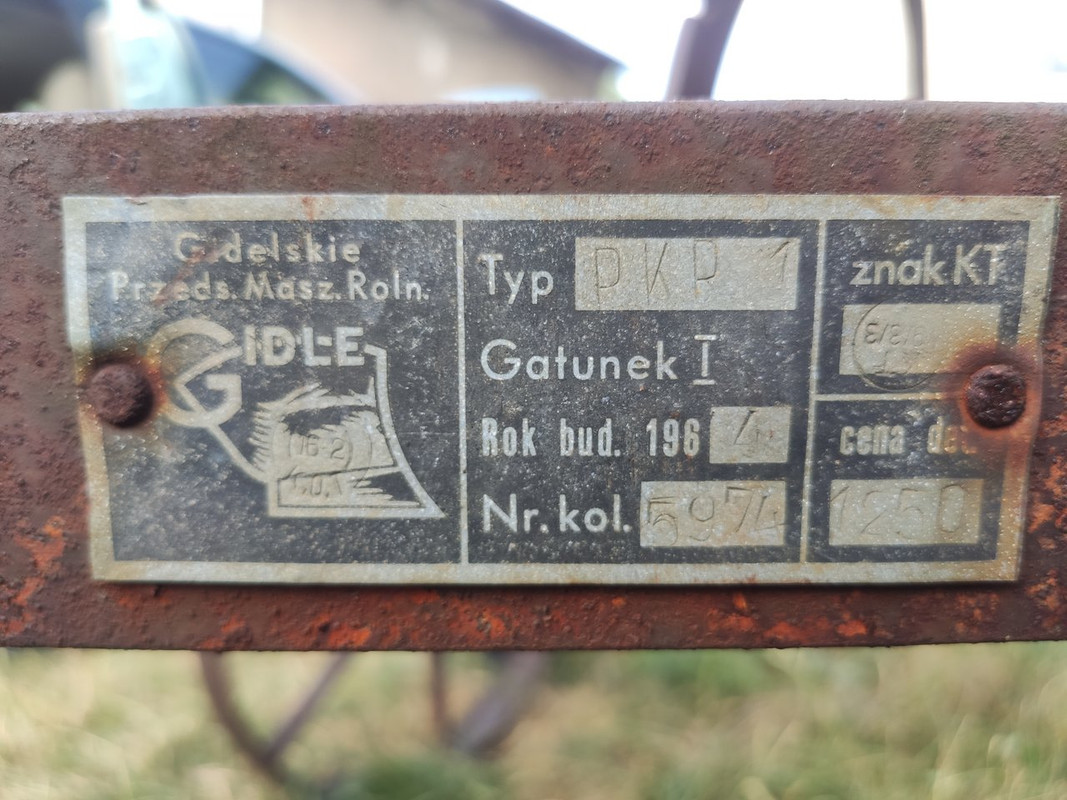 Gidelskie
Przeds. Masz. Roln.
GIDLE
Typ PKP 1
Gatunek I
Rok bud. 1964
Nr. kol. 5974
znak KT
cena det.
1250